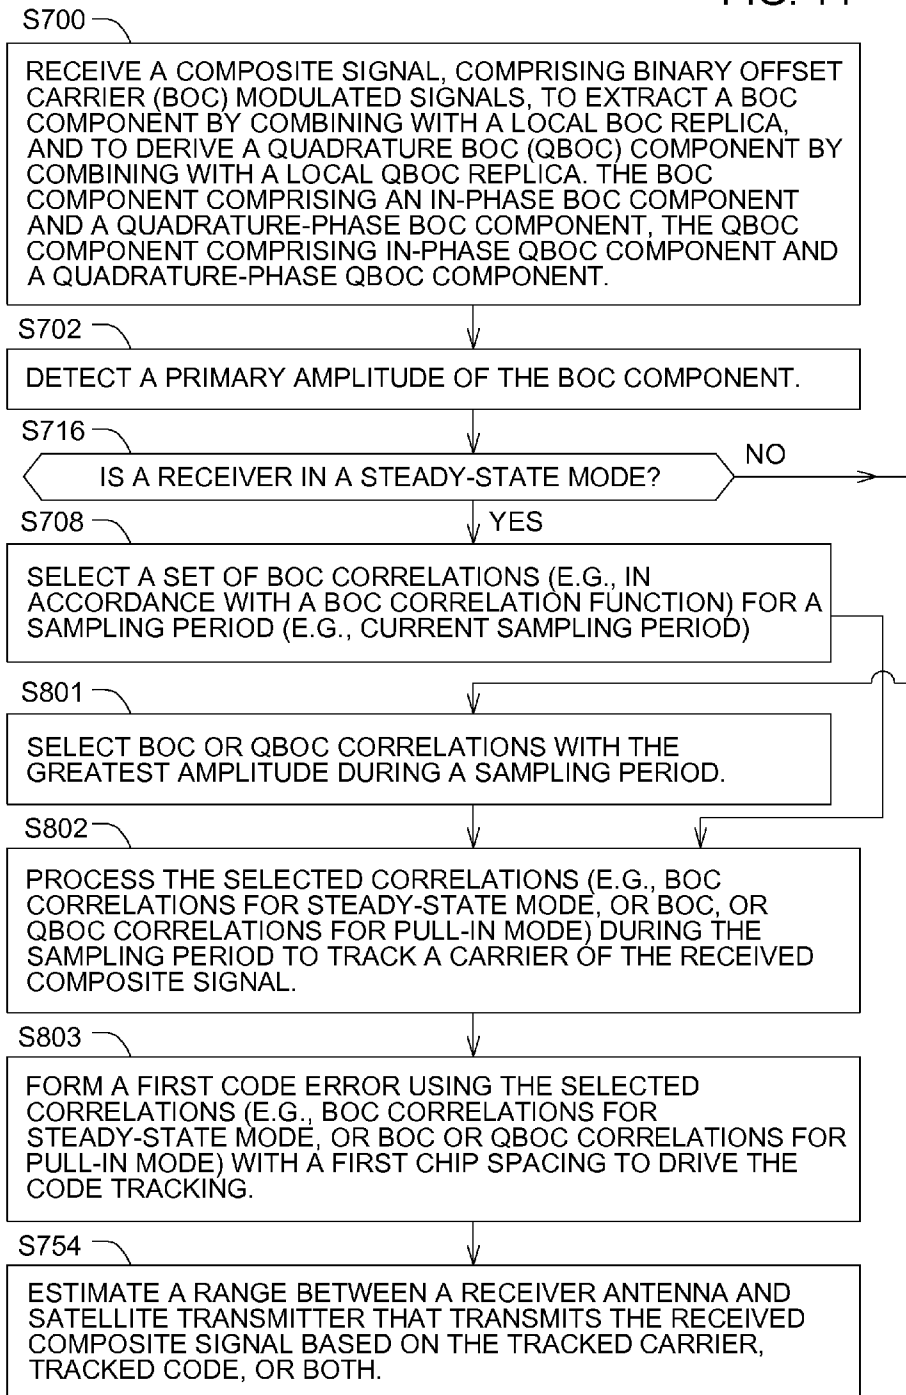 S700
RECEIVE A COMPOSITE SIGNAL, COMPRISING BINARY OFFSET
CARRIER (BOC) MODULATED SIGNALS, TO EXTRACT A BOC
COMPONENT BY COMBINING WITH A LOCAL BOC REPLICA,
AND TO DERIVE A QUADRATURE BOC (QBOC) COMPONENT BY
COMBINING WITH A LOCAL QBOC REPLICA. THE BOC
COMPONENT COMPRISING AN IN-PHASE BOC COMPONENT
AND A QUADRATURE-PHASE BOC COMPONENT, THE QBOC
COMPONENT COMPRISING IN-PHASE QBOC COMPONENT AND
A QUADRATURE-PHASE QBOC COMPONENT.
S702
DETECT A PRIMARY AMPLITUDE OF THE BOC COMPONENT.
S716
IS A RECEIVER IN A STEADY-STATE MODE?
NO
YES
S708
SELECT A SET OF BOC CORRELATIONS (E.G., IN
ACCORDANCE WITH A BOC CORRELATION FUNCTION) FOR A
SAMPLING PERIOD (E.G., CURRENT SAMPLING PERIOD)
S801
SELECT BOC OR QBOC CORRELATIONS WITH THE
GREATEST AMPLITUDE DURING A SAMPLING PERIOD.
S802
PROCESS THE SELECTED CORRELATIONS (E.G., BOC
CORRELATIONS FOR STEADY-STATE MODE, OR BOC, OR
QBOC CORRELATIONS FOR PULL-IN MODE) DURING THE
SAMPLING PERIOD TO TRACK A CARRIER OF THE RECEIVED
COMPOSITE SIGNAL.
S803
FORM A FIRST CODE ERROR USING THE SELECTED
CORRELATIONS (E.G., BOC CORRELATIONS FOR
STEADY-STATE MODE, OR BOC OR QBOC CORRELATIONS FOR
PULL-IN MODE) WITH A FIRST CHIP SPACING TO DRIVE THE
CODE TRACKING.
S754
ESTIMATE A RANGE BETWEEN A RECEIVER ANTENNA AND
SATELLITE TRANSMITTER THAT TRANSMITS THE RECEIVED
COMPOSITE SIGNAL BASED ON THE TRACKED CARRIER,
TRACKED CODE, OR BOTH.